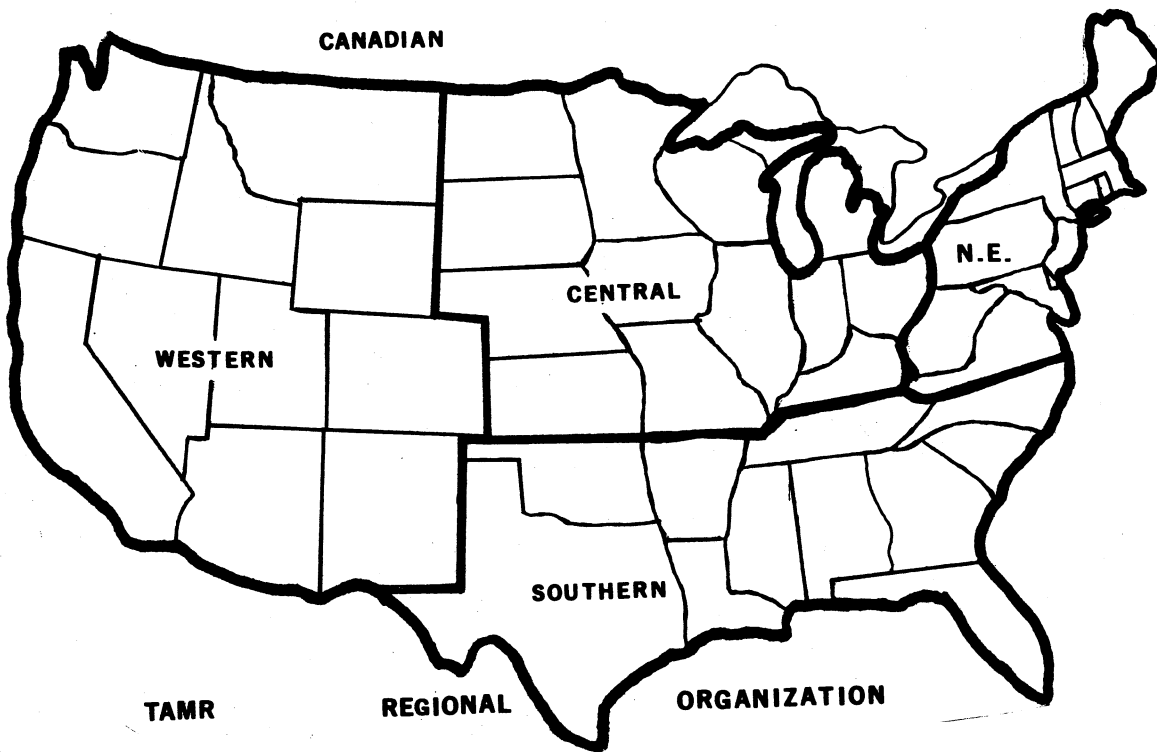 CANADIAN
N.E.
CENTRAL
WESTERN
SOUTHERN
TAMR REGIONAL ORGANIZATION